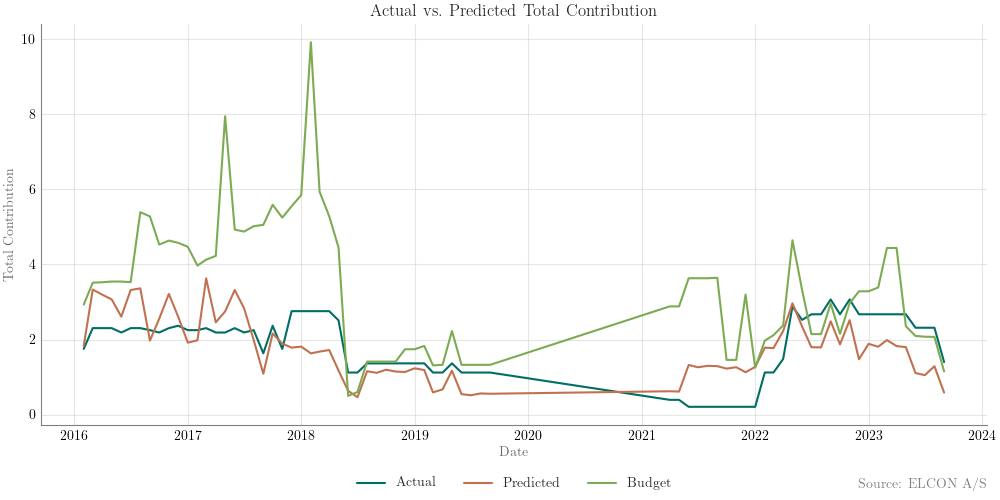 Actual vs. Predicted Total Contribution
10
8
6
4
2
0
Total Contribution
2016 2017 2018 2019 2020 2021 2022 2023 2024
Date
Actual Predicted Budget
Source: ELCON A/S